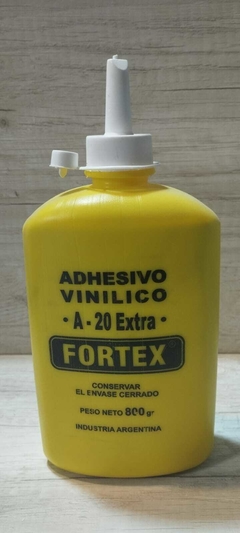 ADHESIVO
VINILICO
• A - 20 Extra •
FORTEX
CONSERVAR
EL ENVASE CERRADO
PESO NETO 800 gr
INDUSTRIA ARGENTINA